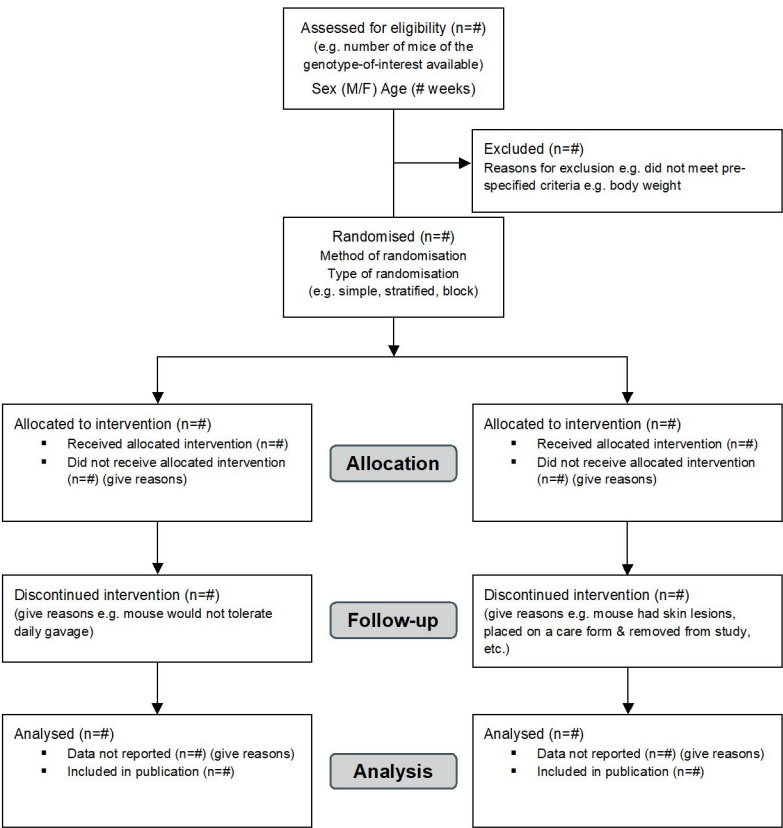 Assessed for eligibility (n=#)
(e.g. number of mice of the
genotype-of-interest available)
Sex (M/F) Age (# weeks)
Excluded (n=#)
Reasons for exclusion e.g. did not meet pre-
specified criteria e.g. body weight
Randomised (n=#)
Method of randomisation
Type of randomisation
(e.g. simple, stratified, block)
Allocated to intervention (n=#)
▪ Received allocated intervention (n=#)
▪ Did not receive allocated intervention
(n=#) (give reasons)
Allocation
Allocated to intervention (n=#)
▪ Received allocated intervention (n=#)
▪ Did not receive allocated intervention
(n=#) (give reasons)
Discontinued intervention (n=#)
(give reasons e.g. mouse would not tolerate
daily gavage)
Follow-up
Discontinued intervention (n=#)
(give reasons e.g. mouse had skin lesions,
placed on a care form & removed from study,
etc.)
Analysed (n=#)
▪ Data not reported (n=#) (give reasons)
▪ Included in publication (n=#)
Analysis
Analysed (n=#)
▪ Data not reported (n=#) (give reasons)
▪ Included in publication (n=#)